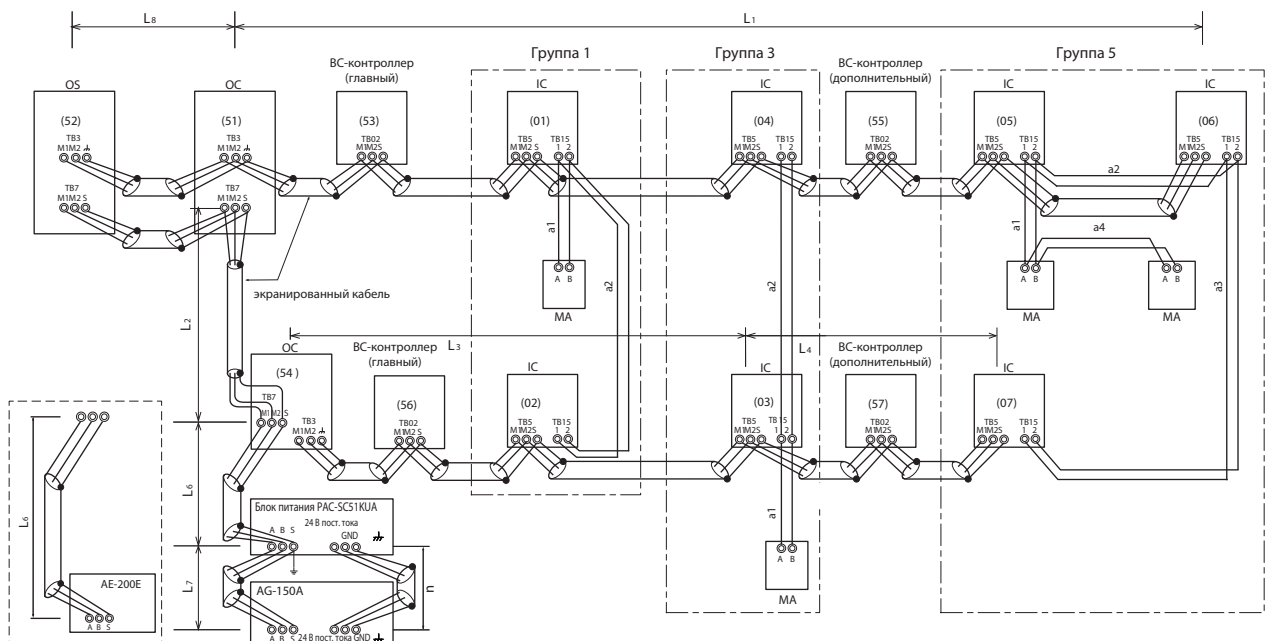 L8
L1
Группа 1
Группа 3
Группа 5
OS
OC
ВС-контроллер
(главный)
IC
IC
ВС-контроллер
(дополнительный)
IC
IC
(52)
(51)
(53)
(01)
(04)
(55)
(05)
(06)
TB3
M1M2
TB3
M1M2
TB02
M1M2S
TB5
M1M2 S
TB15
1 2
TB5
M1M2S
TB15
1 2
TB02
M1M2S
TB5
M1M2S
TB15
1 2
TB5
M1M2S
TB15
1 2
TB7
M1M2 S
TB7
M1M2 S
a2
a1
a2
a2
a1
a4
a3
A B
MA
A B
MA
A B
MA
экранированный кабель
L2
L3
L4
OC
(54 )
ВС-контроллер
(главный)
IC
IC
ВС-контроллер
(дополнительный)
IC
(56)
(02)
(03)
(57)
(07)
TB7
M1 M2 S
TB3
M1M2
TB02
M1M2 S
TB5
M1M2S
TB15
1 2
TB5
M1M2S
TB 15
1 2
TB02
M1M2S
TB5
M1M2S
TB15
1 2
L6
L6
Блок питания PAC-SC51KUA
24 В пост. тока
A B S
GND
a1
A B
MA
L7
n
AE-200E
A B S
AG-150A
A B S
24 В пост. тока GND